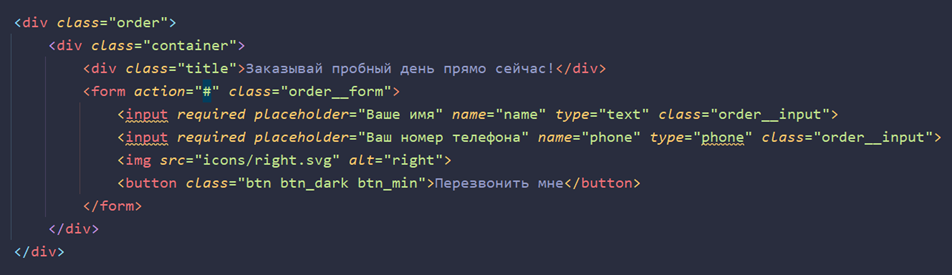 <div class="order">
<div class="container">
<div class="title">Заказывай пробный день прямо сейчас!</div>
<form action="#" class="order__form">
<input required placeholder="Ваше имя" name="name" type="text" class="order__input">
<input required placeholder="Ваш номер телефона" name="phone" type="phone" class="order__input">
<img src="icons/right.svg" alt="right">
<button class="btn btn_dark btn_min">Перезвонить мне</button>
</form>
</div>
</div>